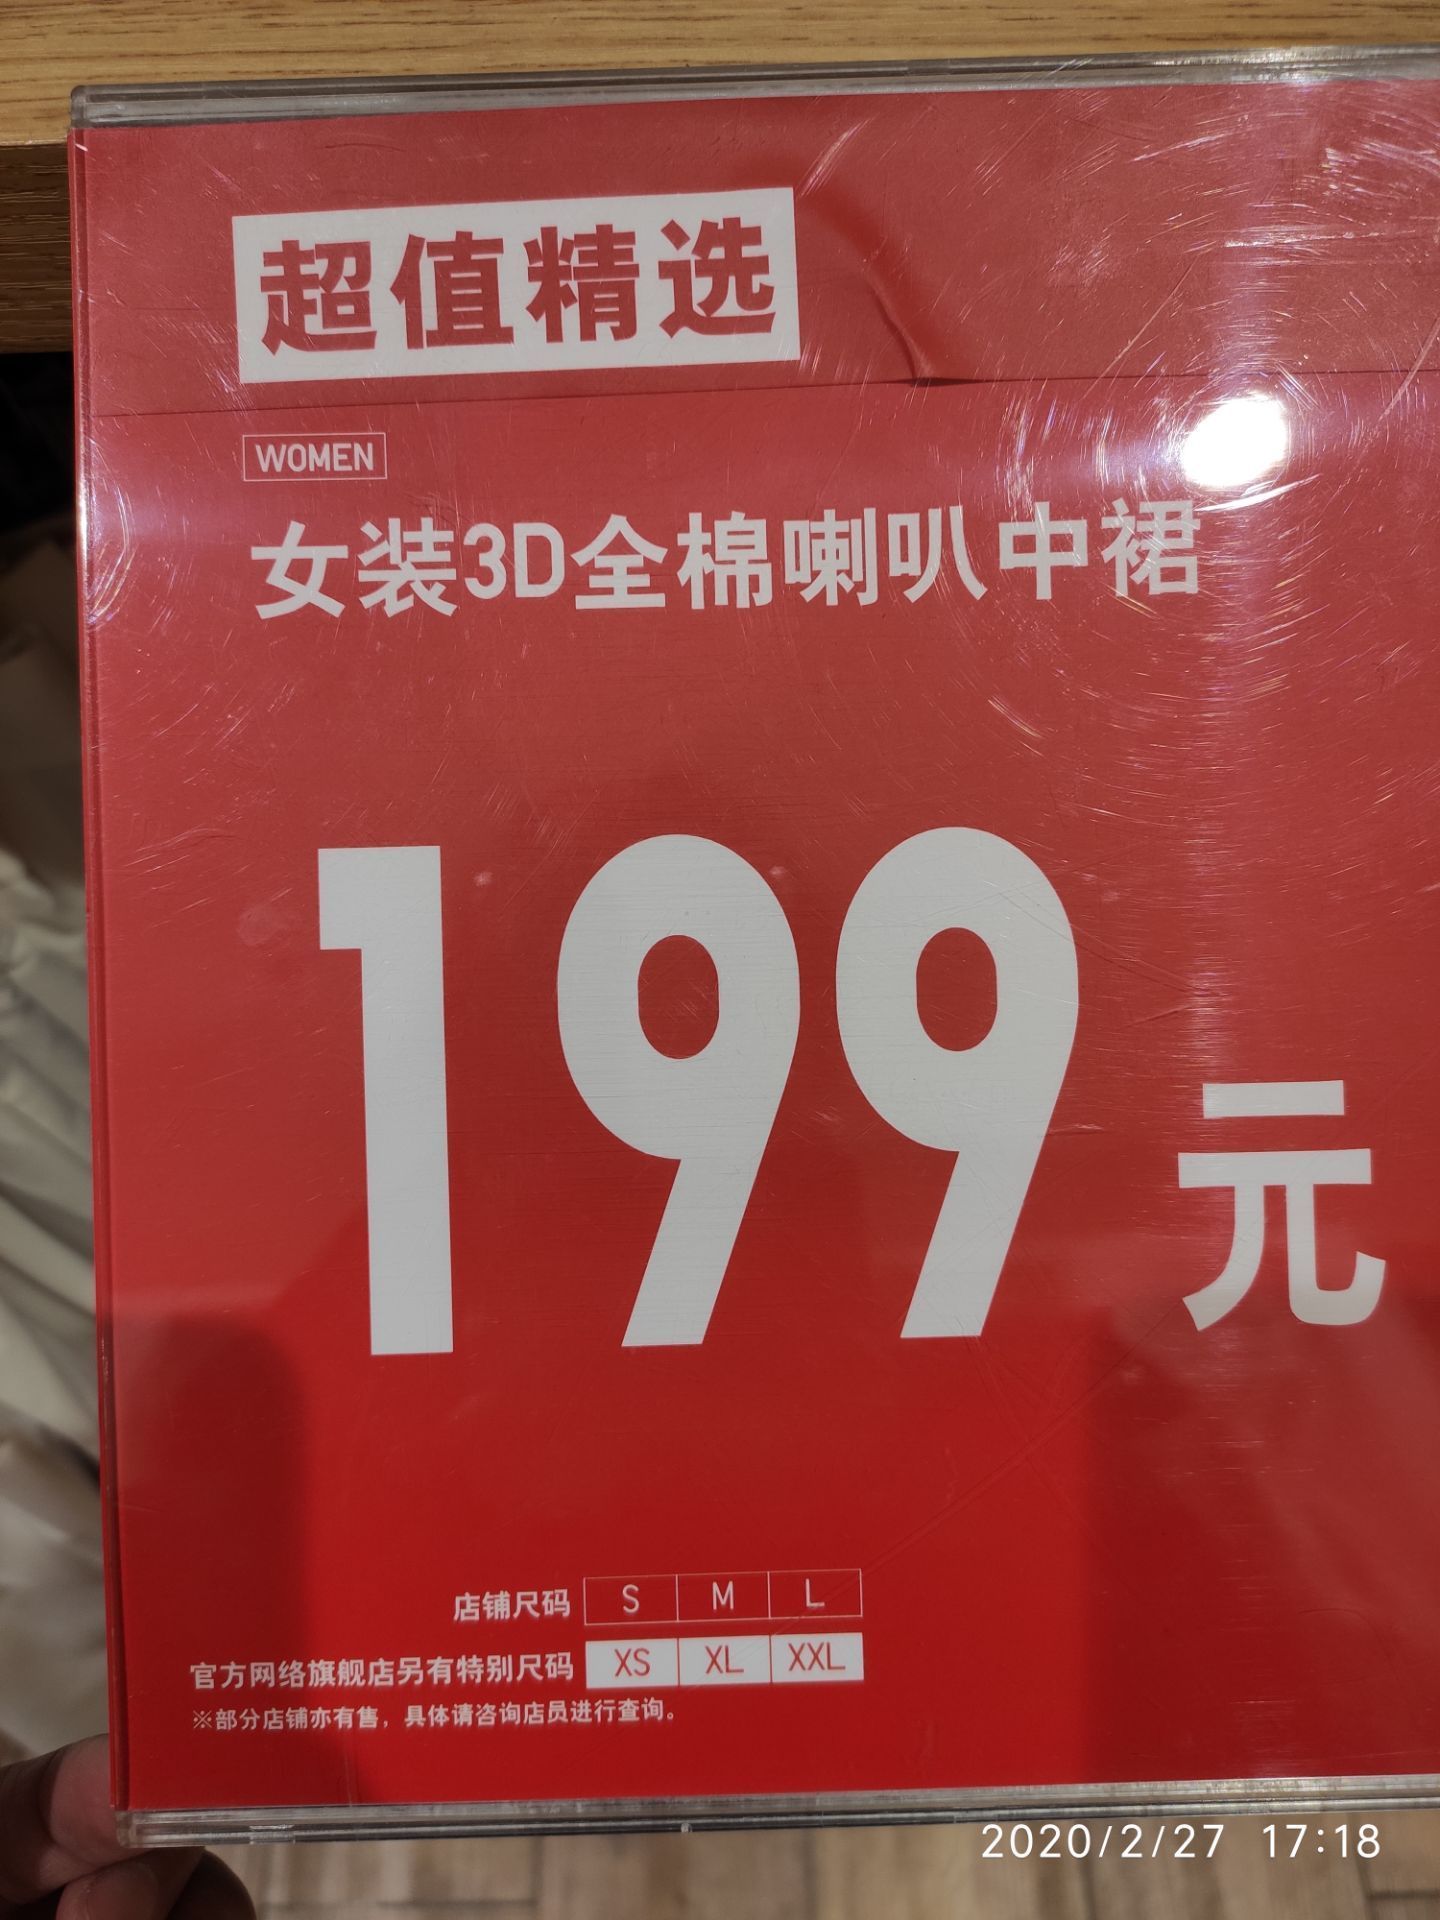 超值精选
WOMEN
女装3D全棉喇叭中裙
199元
店铺尺码 S M L
官方网络旗舰店另有特别尺码 XS XL XXL
※部分店铺亦有售，具体请咨询店员进行查询。
2020/2/27 17:18